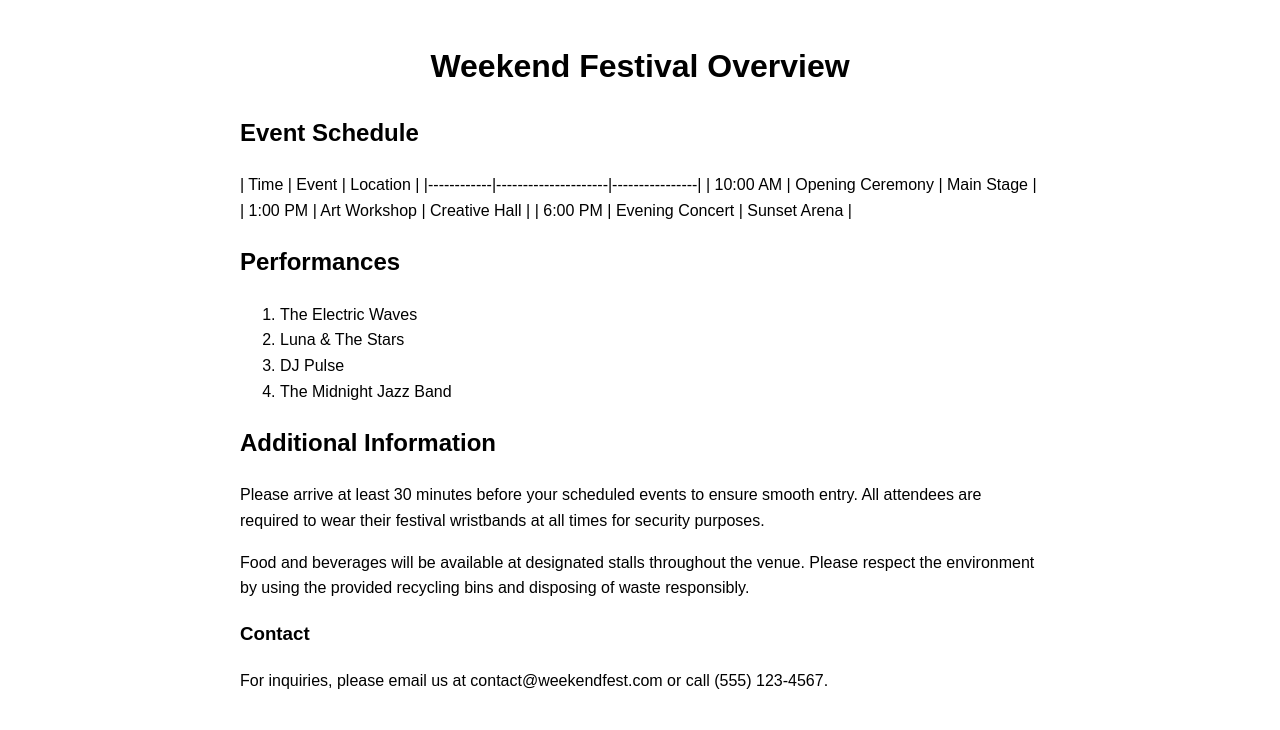 Weekend Festival Overview
Event Schedule
| Time | Event | Location | |------------|---------------------|----------------| | 10:00 AM | Opening Ceremony | Main Stage |
| 1:00 PM | Art Workshop | Creative Hall | | 6:00 PM | Evening Concert | Sunset Arena |
Performances
1. The Electric Waves
2. Luna & The Stars
3. DJ Pulse
4. The Midnight Jazz Band
Additional Information
Please arrive at least 30 minutes before your scheduled events to ensure smooth entry. All attendees are
required to wear their festival wristbands at all times for security purposes.
Food and beverages will be available at designated stalls throughout the venue. Please respect the environment
by using the provided recycling bins and disposing of waste responsibly.
Contact
For inquiries, please email us at contact@weekendfest.com or call (555) 123-4567.